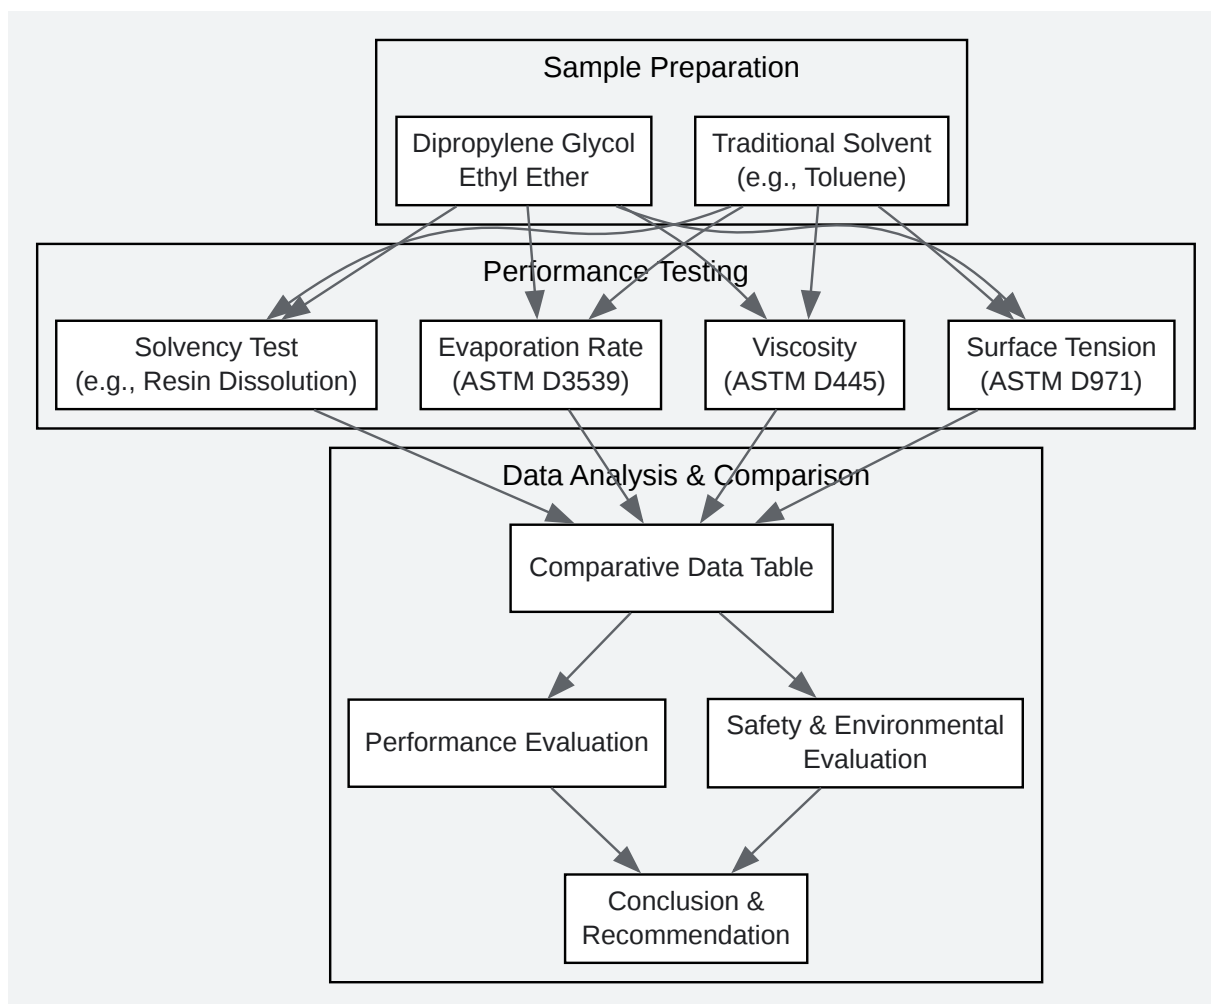 Sample Preparation
Dipropylene Glycol
Ethyl Ether
Traditional Solvent
(e.g., Toluene)
Performance Testing
Solvency Test
(e.g., Resin Dissolution)
Evaporation Rate
(ASTM D3539)
Viscosity
(ASTM D445)
Surface Tension
(ASTM D971)
Data Analysis & Comparison
Comparative Data Table
Performance Evaluation
Safety & Environmental
Evaluation
Conclusion &
Recommendation